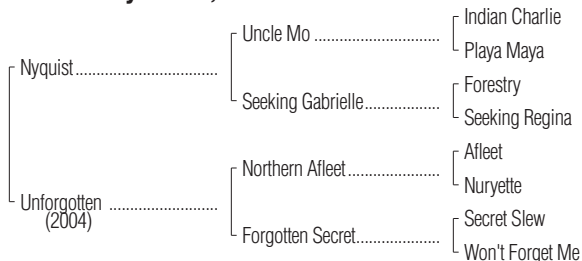 Indian Charlie
Uncle Mo ....................................
Playa Maya
Nyquist .....................................
Forestry
Seeking Gabrielle .......................
Seeking Regina
Afleet
Northern Afleet ...........................
Nuryette
Unforgotten ............................
(2004)
Secret Slew
Forgotten Secret ........................
Won't Forget Me